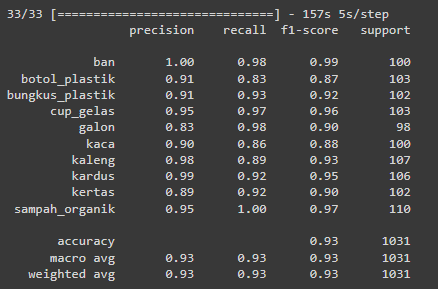 33/33 [==============================] - 157s 5s/step
precision recall f1-score support
ban 1.00 0.98 0.99 100
botol_plastik 0.91 0.83 0.87 103
bungkus_plastik 0.91 0.93 0.92 102
cup_gelas 0.95 0.97 0.96 103
galon 0.83 0.98 0.90 98
kaca 0.90 0.86 0.88 100
kaleng 0.98 0.89 0.93 107
kardus 0.99 0.92 0.95 106
kertas 0.89 0.92 0.90 102
sampah_organik 0.95 1.00 0.97 110
accuracy 0.93 1031
macro avg 0.93 0.93 0.93 1031
weighted avg 0.93 0.93 0.93 1031